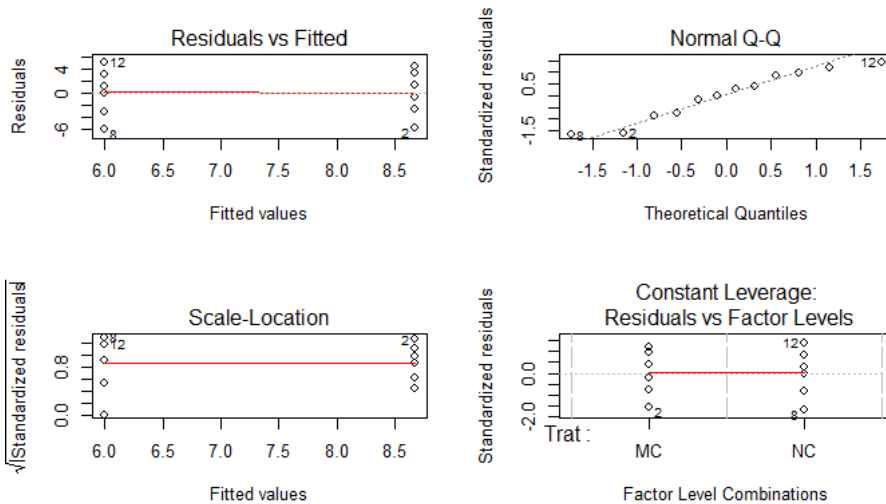 Residuals vs Fitted
Residuals
4
0
-6
12
8
2
6.0 6.5 7.0 7.5 8.0 8.5
Fitted values
Normal Q-Q
Standardized residuals
0.5
-1.5
12
8
2
-1.5 -1.0 -0.5 0.0 0.5 1.0 1.5
Theoretical Quantiles
Scale-Location
√|Standardized residuals|
0.8
0.0
8
12
2
6.0 6.5 7.0 7.5 8.0 8.5
Fitted values
Constant Leverage:
Residuals vs Factor Levels
Standardized residuals
0.0
-2.0
12
2
8
Trat :
MC NC
Factor Level Combinations